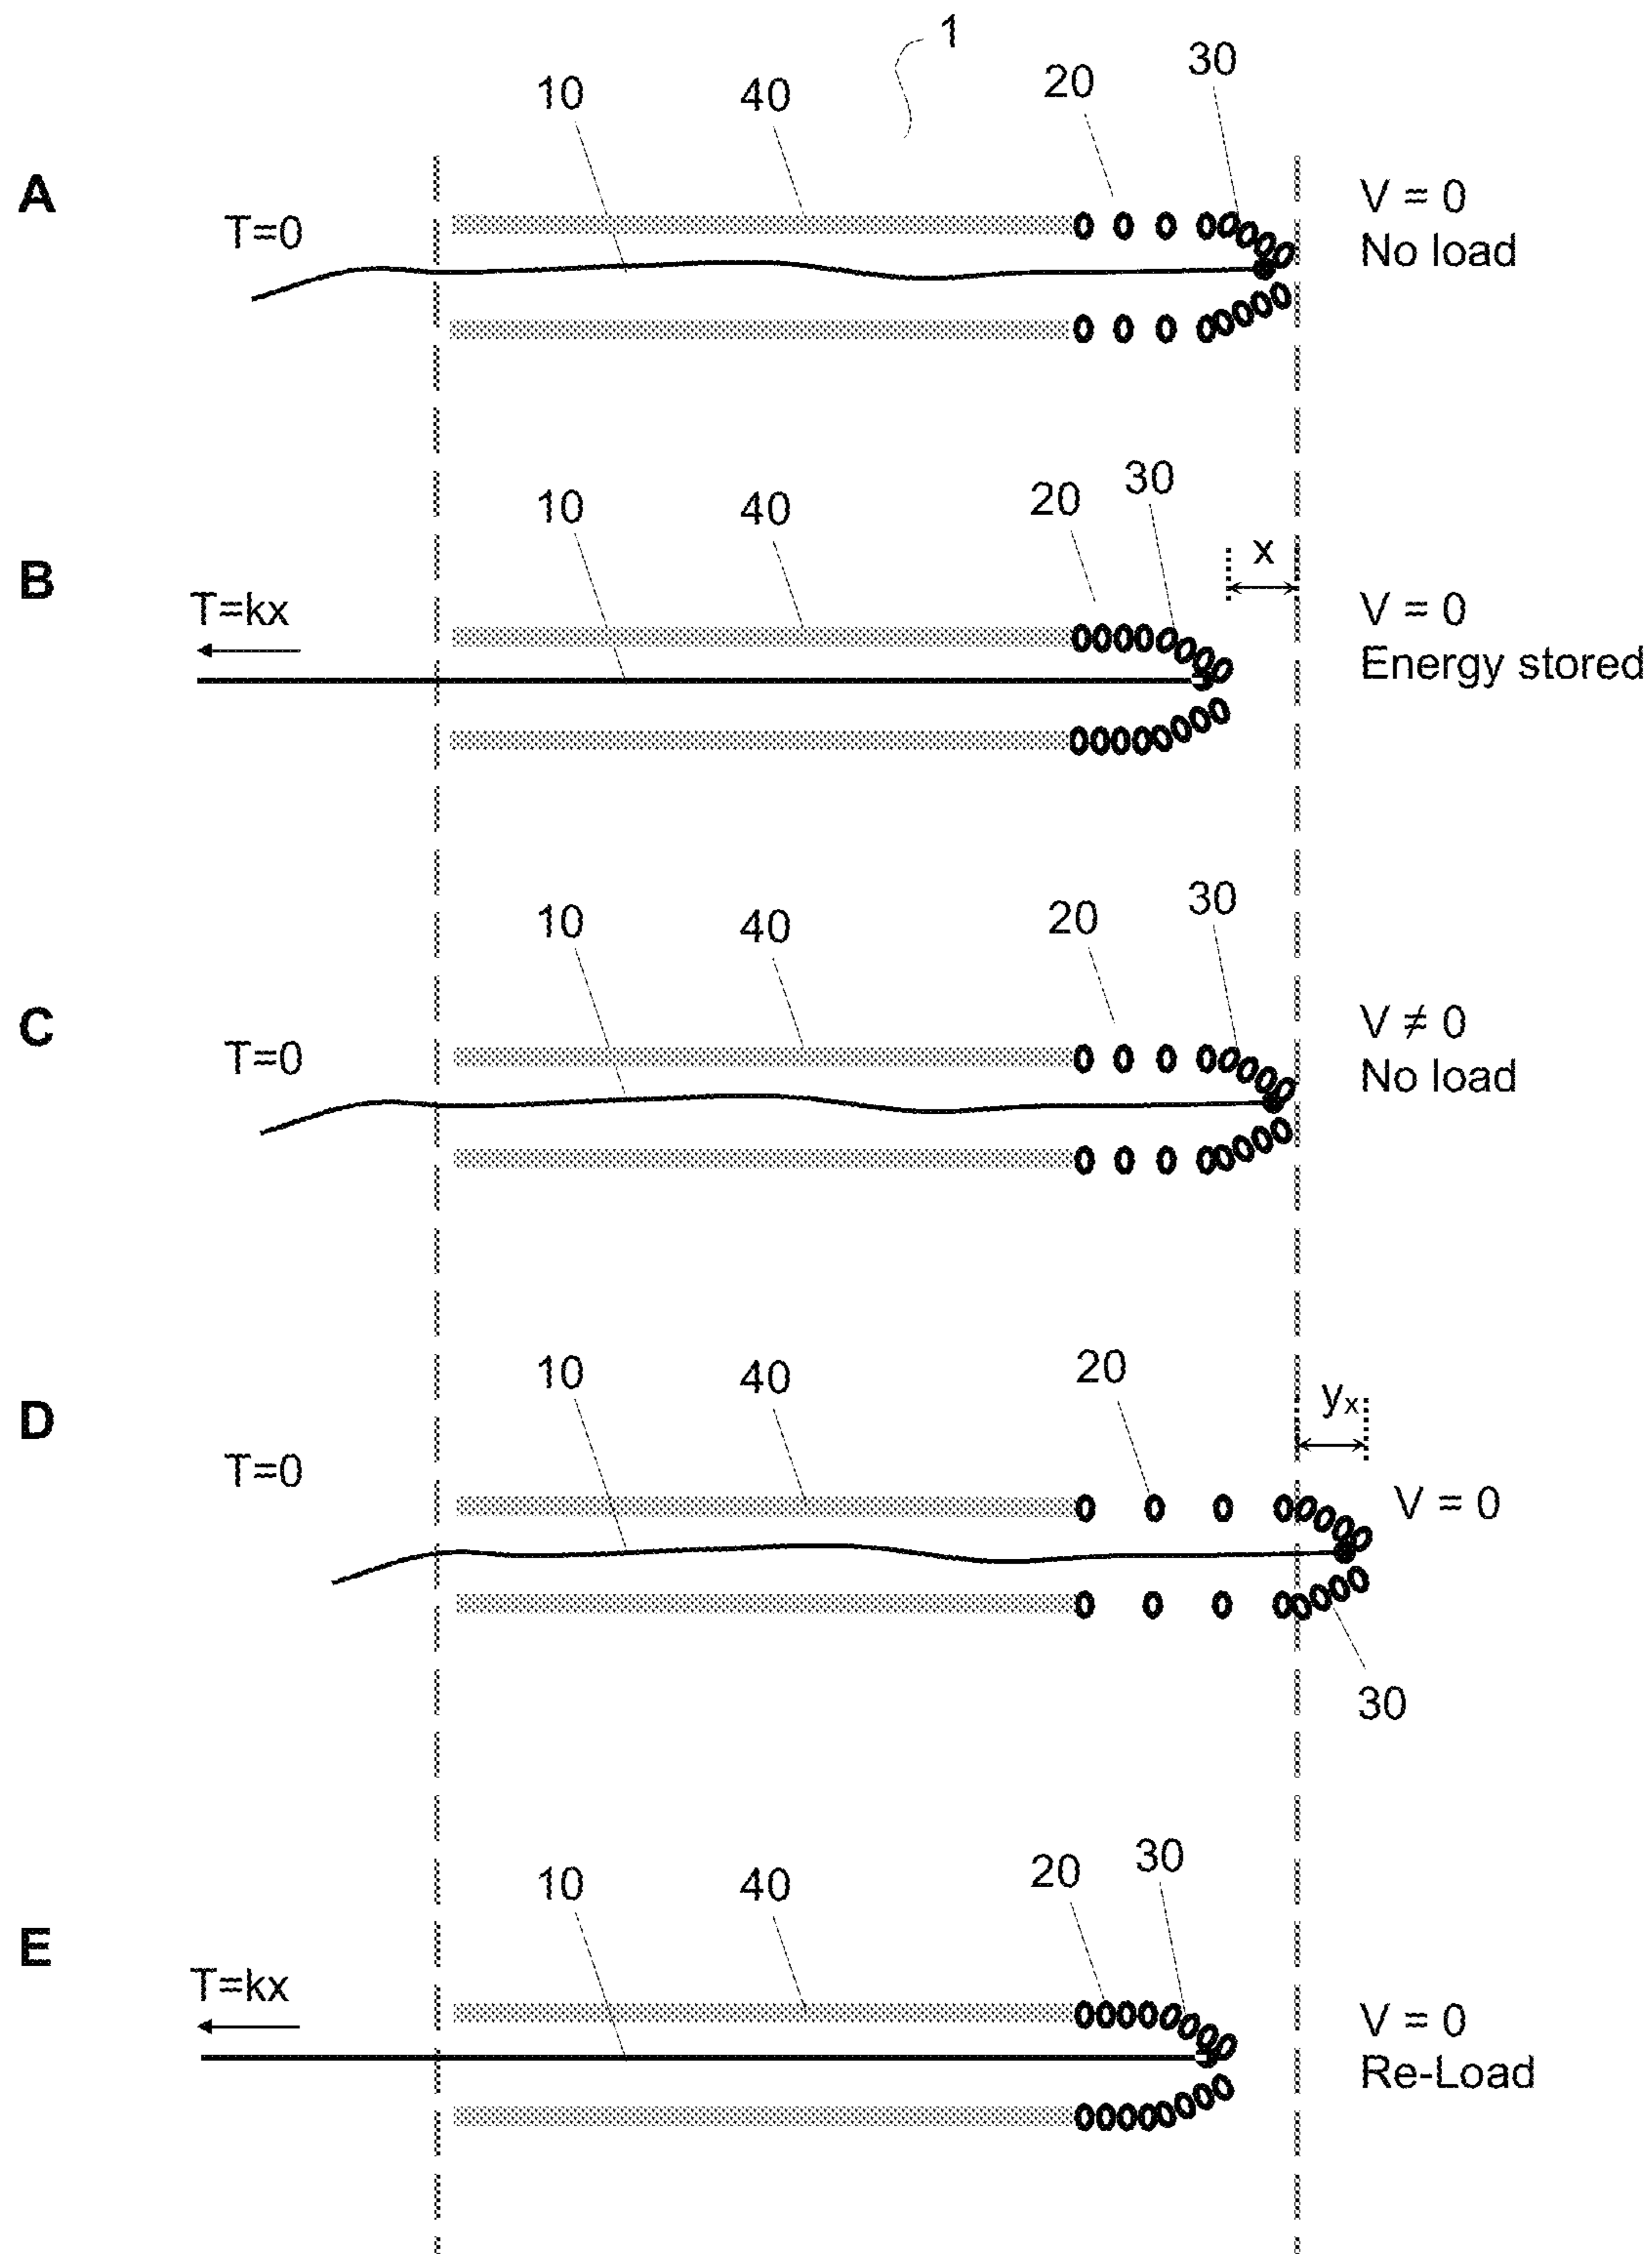 1
10 40 20 30
A
T=0
V = 0
No load
10 40 20 30
B
x
T=kx
V = 0
Energy stored
10 40 20 30
C
T=0
V ≠ 0
No load
10 40 20
D
yx
T=0
V = 0
30
10 40 20 30
E
T=kx
V = 0
Re-Load